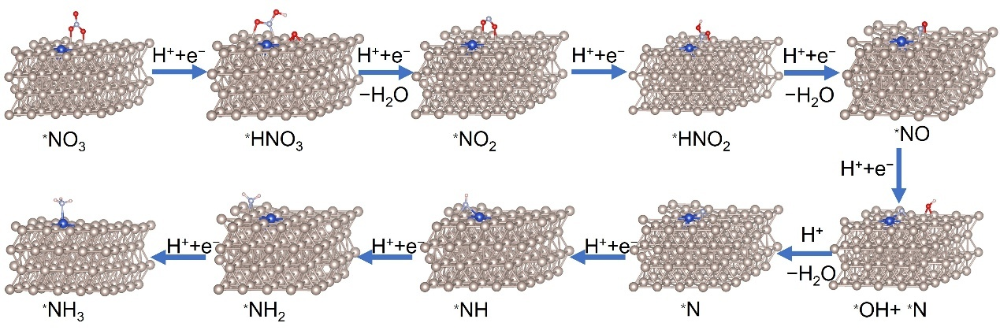 H⁺+e⁻
H⁺+e⁻
−H₂O
H⁺+e⁻
H⁺+e⁻
−H₂O
*NO₃
*HNO₃
*NO₂
*HNO₂
*NO
H⁺+e⁻
H⁺+e⁻
H⁺+e⁻
H⁺+e⁻
H⁺
−H₂O
*NH₃
*NH₂
*NH
*N
*OH+ *N